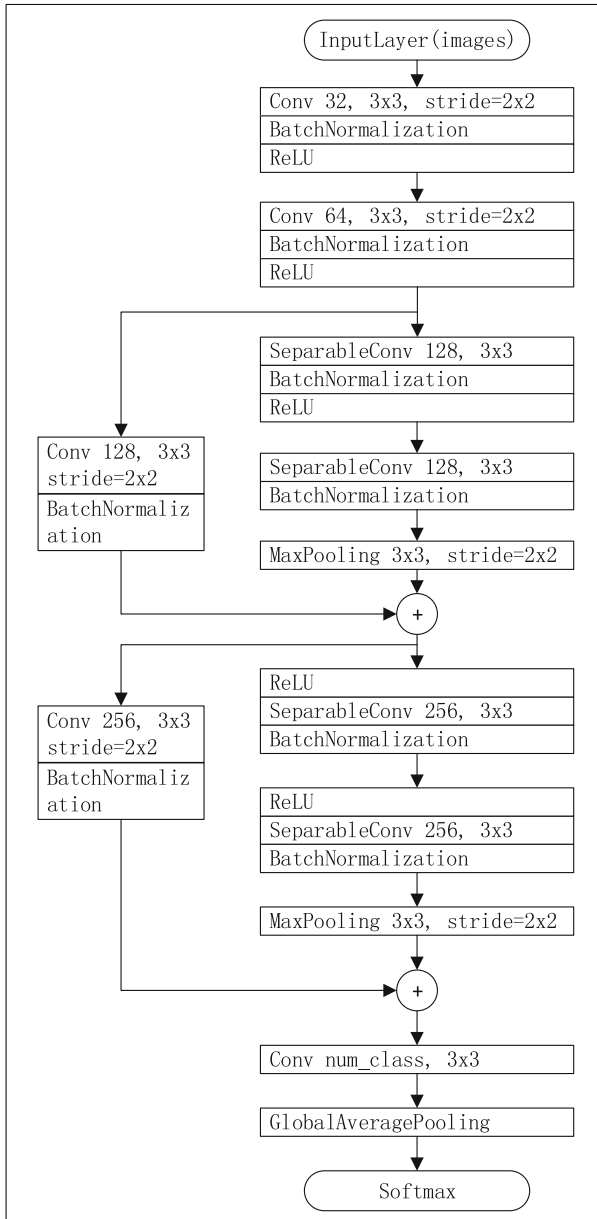 InputLayer(images)
Conv 32, 3x3, stride=2x2
BatchNormalization
ReLU
Conv 64, 3x3, stride=2x2
BatchNormalization
ReLU
SeparableConv 128, 3x3
BatchNormalization
ReLU
Conv 128, 3x3
stride=2x2
BatchNormaliz
ation
SeparableConv 128, 3x3
BatchNormalization
MaxPooling 3x3, stride=2x2
+
ReLU
SeparableConv 256, 3x3
BatchNormalization
Conv 256, 3x3
stride=2x2
BatchNormaliz
ation
ReLU
SeparableConv 256, 3x3
BatchNormalization
MaxPooling 3x3, stride=2x2
+
Conv num_class, 3x3
GlobalAveragePooling
Softmax